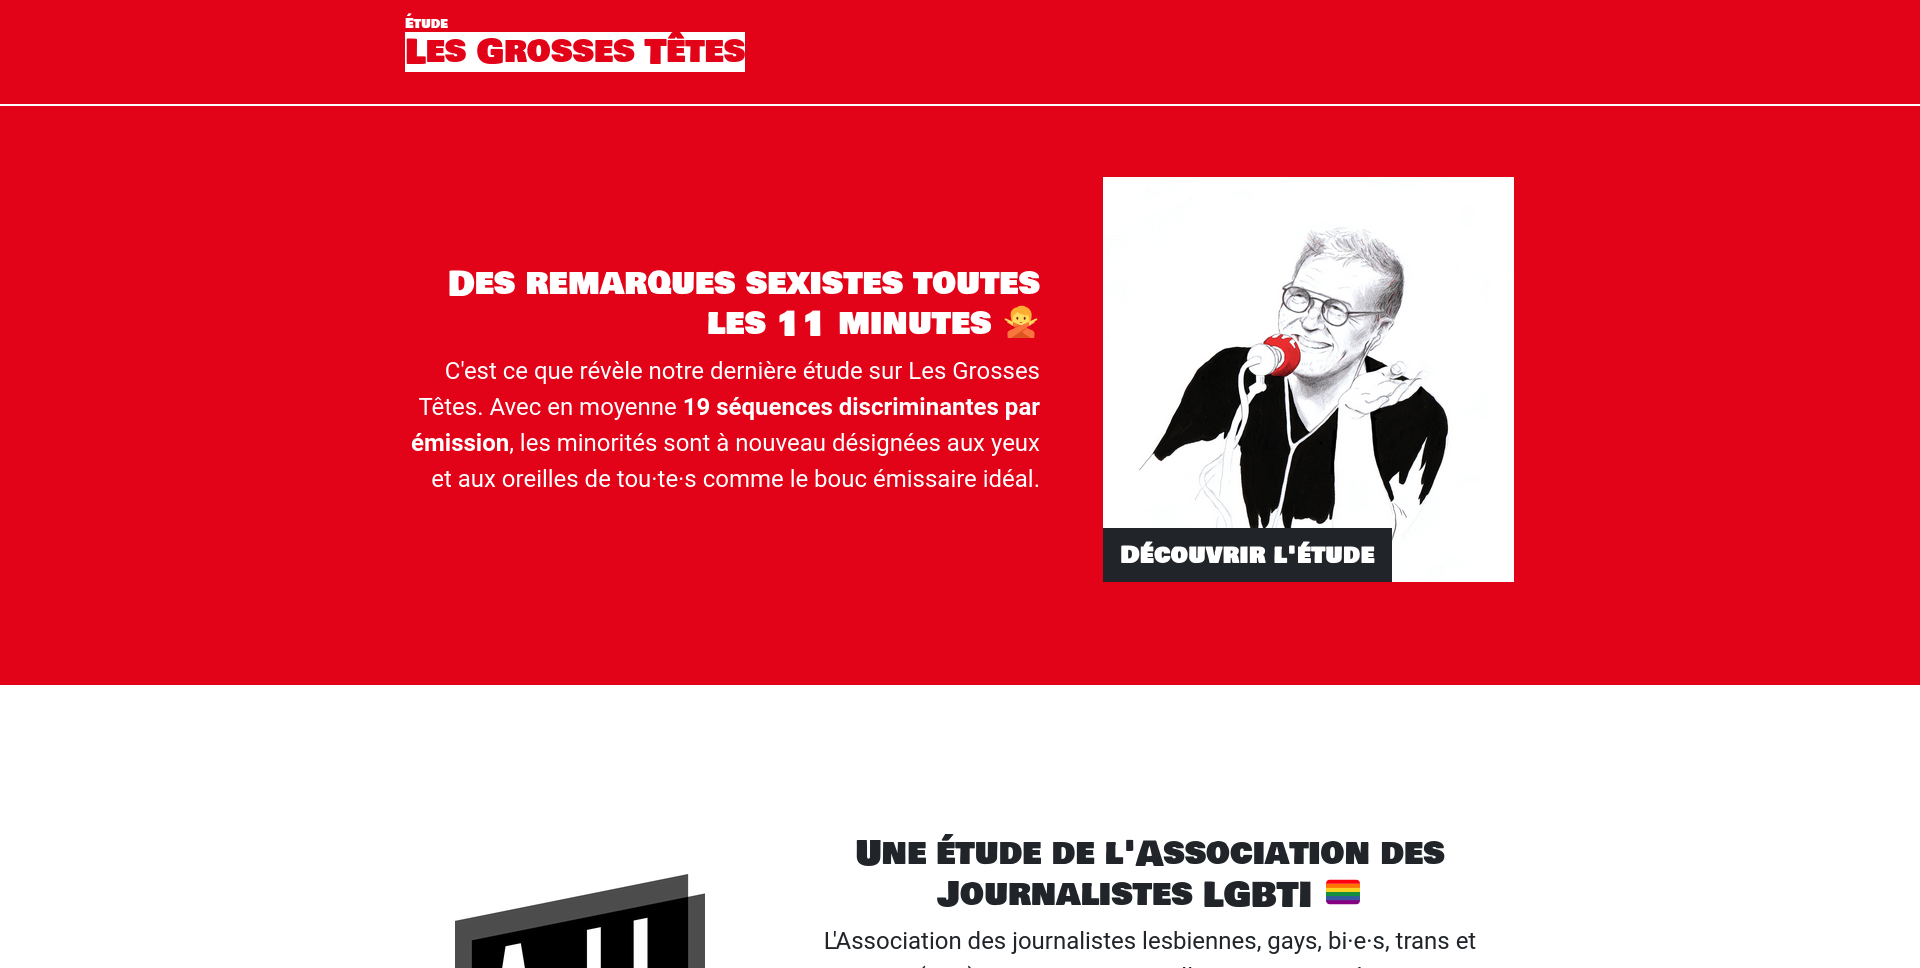 Étude
Les Grosses Têtes
Des remarques sexistes toutes
les 11 minutes 🙅
C'est ce que révèle notre dernière étude sur Les Grosses
Têtes. Avec en moyenne 19 séquences discriminantes par
émission, les minorités sont à nouveau désignées aux yeux
et aux oreilles de tou·te·s comme le bouc émissaire idéal.
Découvrir l'étude
Une étude de l'Association des
Journalistes LGBTI 🏳️‍🌈
L'Association des journalistes lesbiennes, gays, bi·e·s, trans et